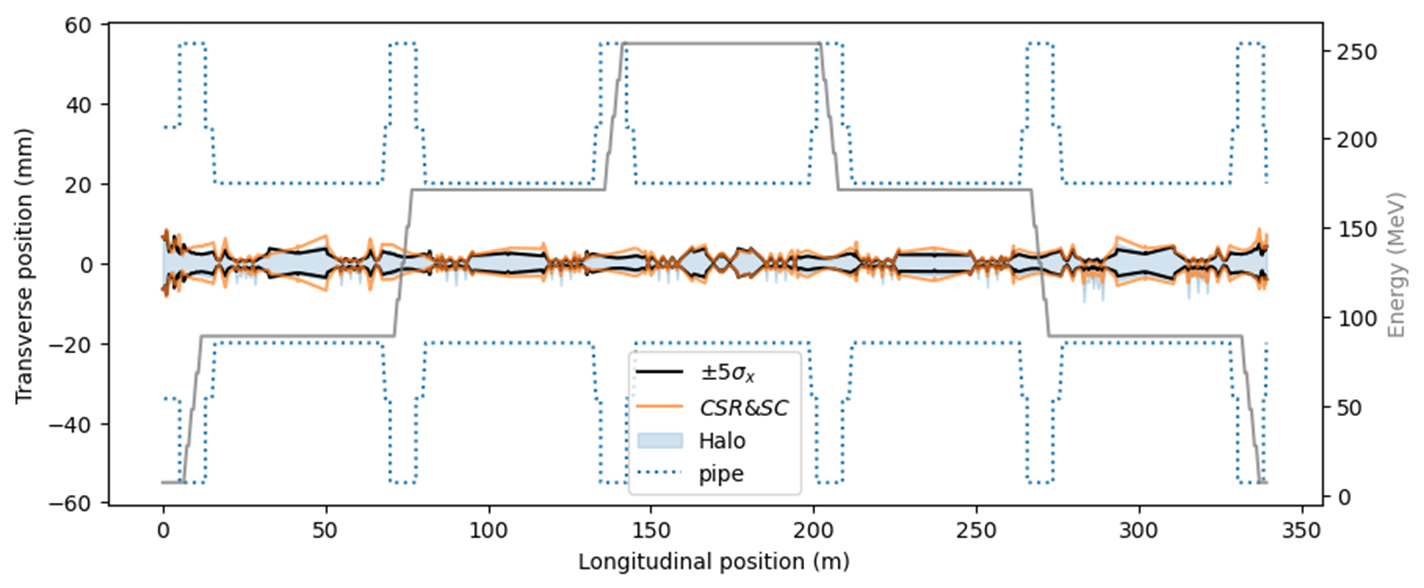 60
40
20
0
−20
−40
−60
Transverse position (mm)
250
200
150
100
50
0
Energy (MeV)
±5σₓ
CSR&SC
Halo
pipe
0 50 100 150 200 250 300 350
Longitudinal position (m)